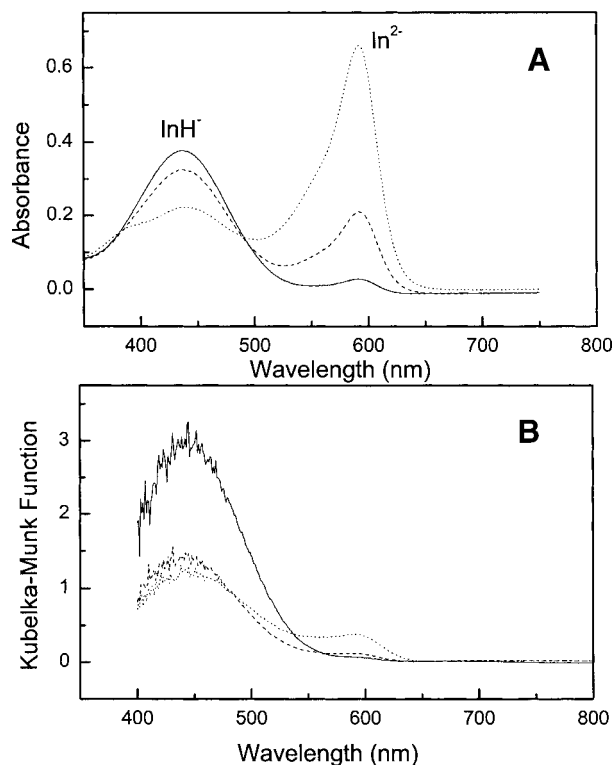 A
In²⁻
InH⁻
0.6
0.4
0.2
0.0
Absorbance
400 500 600 700 800
Wavelength (nm)
B
3
2
1
0
Kubelka-Munk Function
400 500 600 700 800
Wavelength (nm)